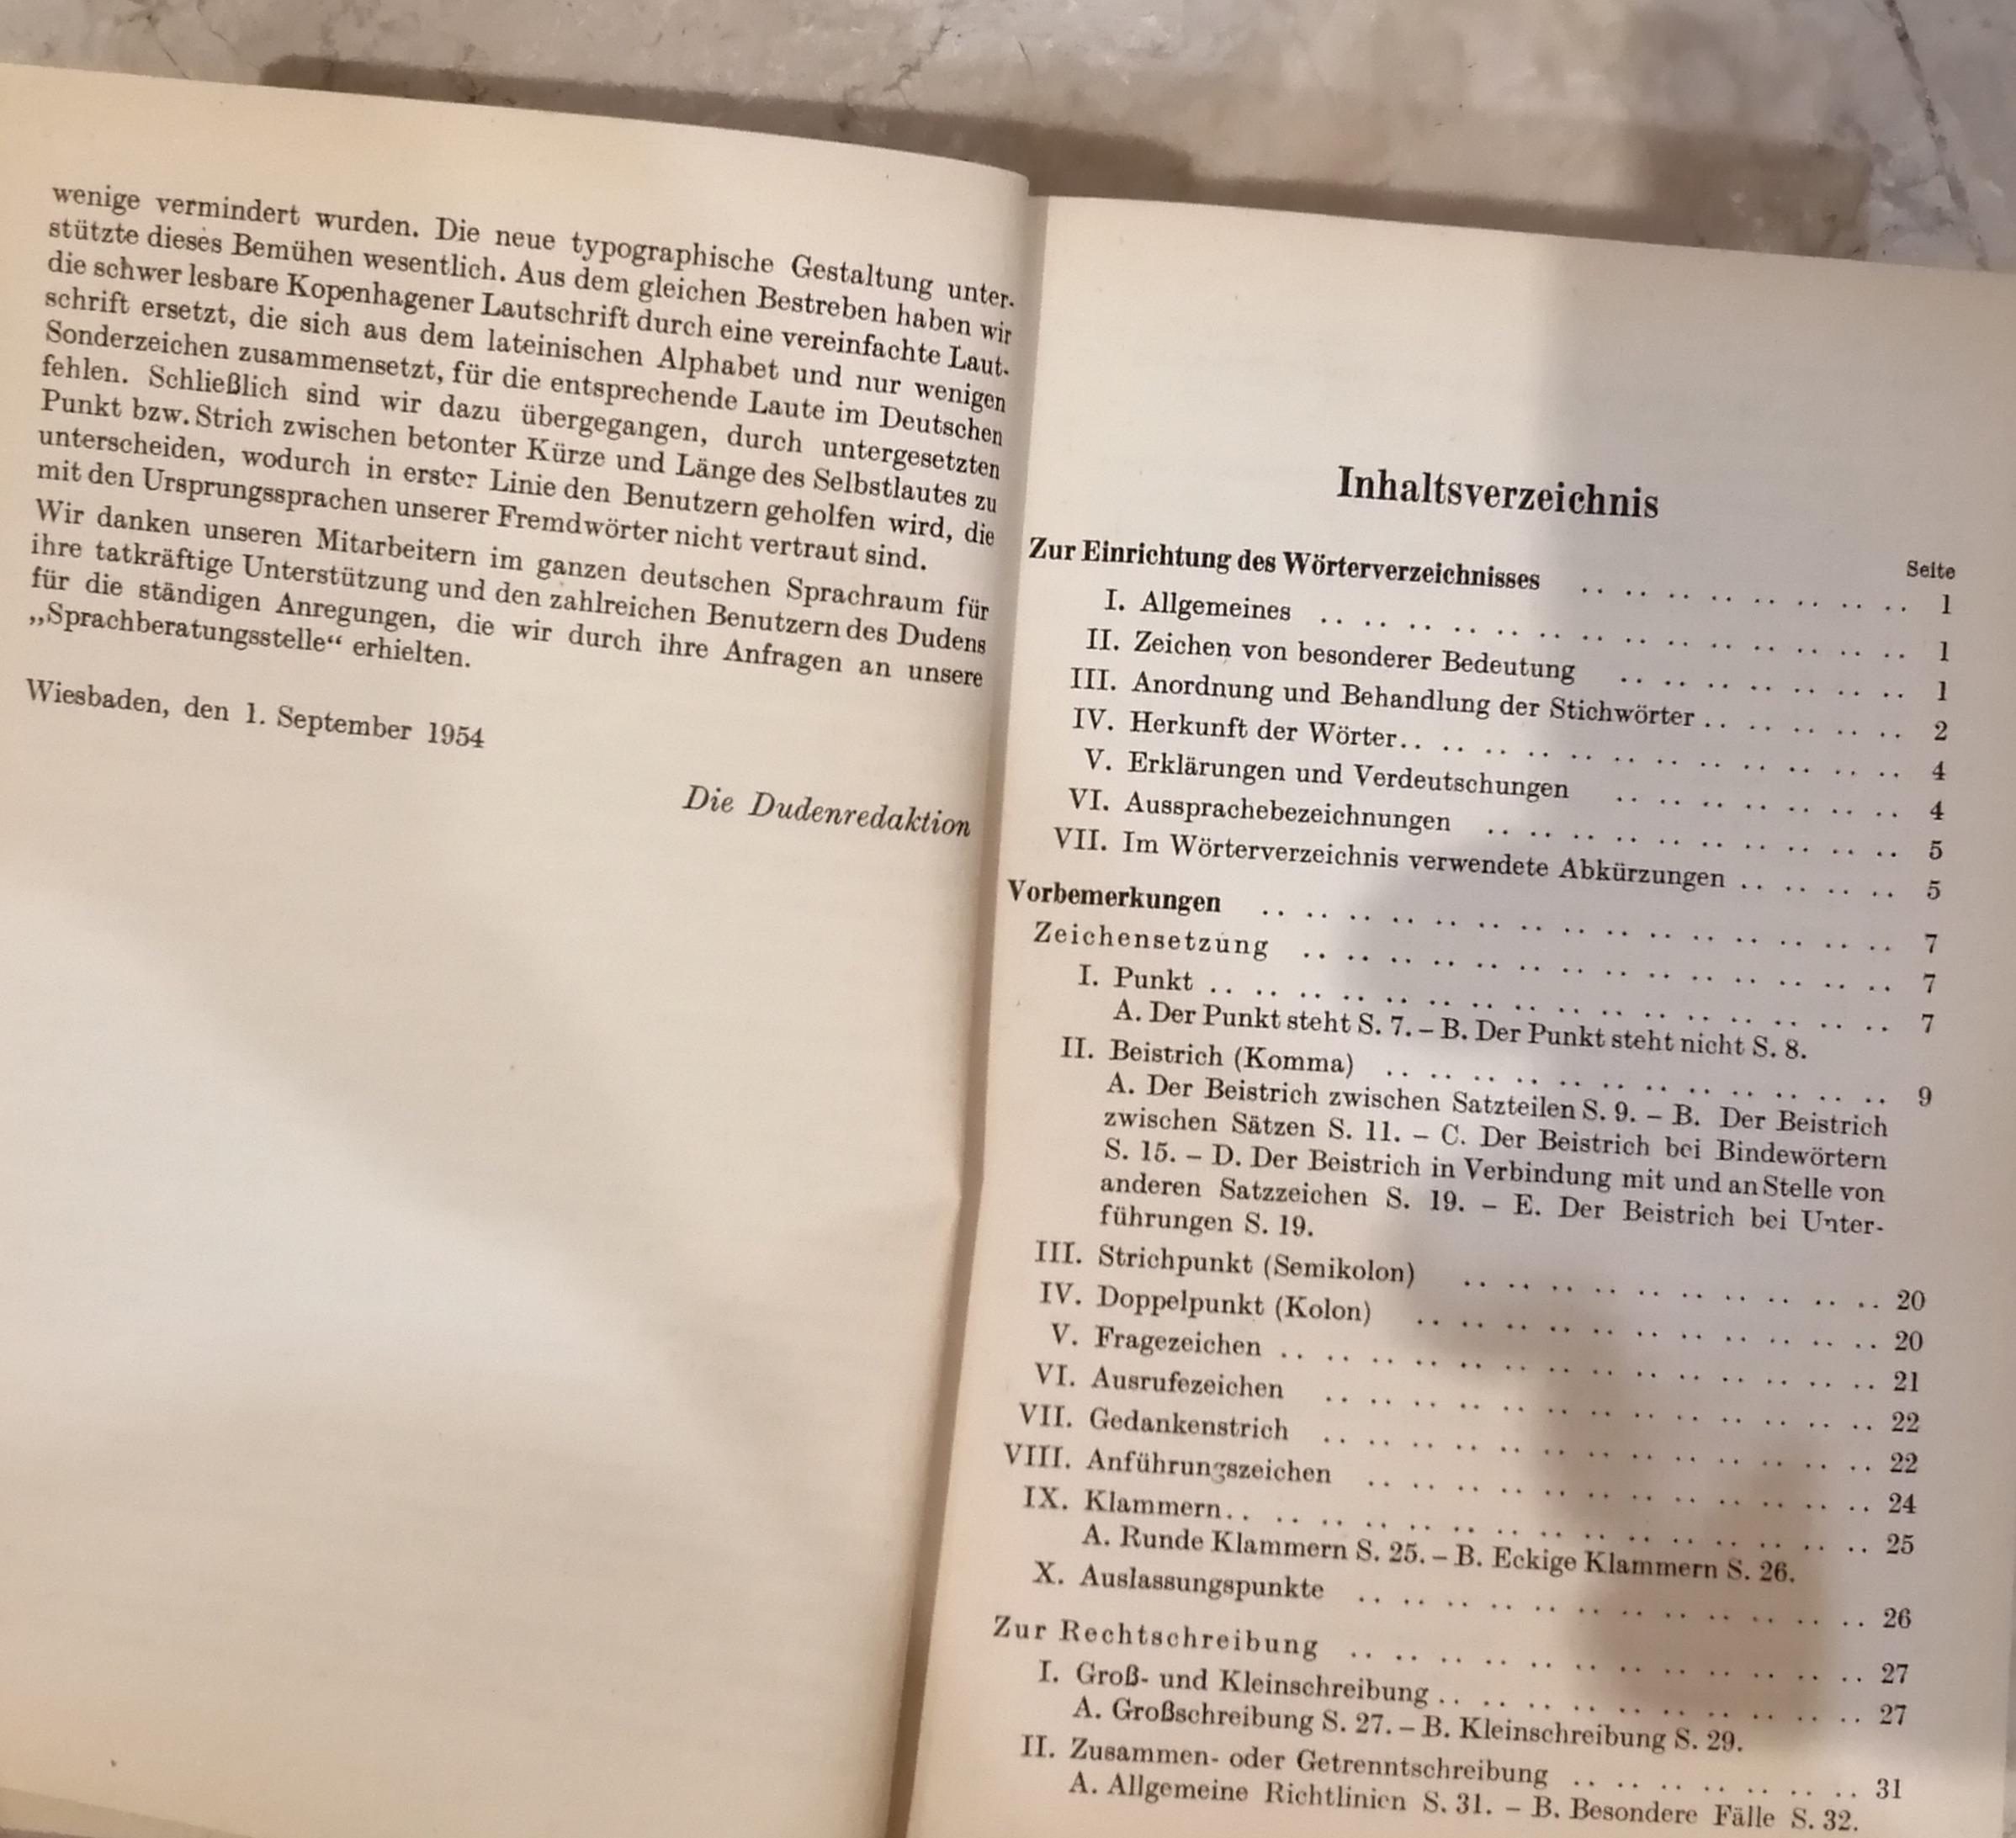 wenige vermindert wurden. Die neue typographische Gestaltung unter-
stützte dieses Bemühen wesentlich. Aus dem gleichen Bestreben haben wir
die schwer lesbare Kopenhagener Lautschrift durch eine vereinfachte Laut-
schrift ersetzt, die sich aus dem lateinischen Alphabet und nur wenigen
Sonderzeichen zusammensetzt, für die entsprechende Laute im Deutschen
fehlen. Schließlich sind wir dazu übergegangen, durch untergesetzten
Punkt bzw. Strich zwischen betonter Kürze und Länge des Selbstlautes zu
unterscheiden, wodurch in erster Linie den Benutzern geholfen wird, die
mit den Ursprungssprachen unserer Fremdwörter nicht vertraut sind.
Wir danken unseren Mitarbeitern im ganzen deutschen Sprachraum für
ihre tatkräftige Unterstützung und den zahlreichen Benutzern des Dudens
für die ständigen Anregungen, die wir durch ihre Anfragen an unsere
„Sprachberatungsstelle“ erhielten.
Wiesbaden, den 1. September 1954
Die Dudenredaktion
Inhaltsverzeichnis
Seite
Zur Einrichtung des Wörterverzeichnisses .. .. .. .. .. .. .. .. 1
I. Allgemeines .. .. .. .. .. .. .. .. .. .. .. .. .. .. 1
II. Zeichen von besonderer Bedeutung .. .. .. .. .. .. .. 1
III. Anordnung und Behandlung der Stichwörter .. .. .. .. .. 2
IV. Herkunft der Wörter.. .. .. .. .. .. .. .. .. .. .. .. 4
V. Erklärungen und Verdeutschungen .. .. .. .. .. .. .. 4
VI. Aussprachebezeichnungen .. .. .. .. .. .. .. .. .. .. 5
VII. Im Wörterverzeichnis verwendete Abkürzungen .. .. .. .. 5
Vorbemerkungen .. .. .. .. .. .. .. .. .. .. .. .. .. .. .. 7
Zeichensetzung .. .. .. .. .. .. .. .. .. .. .. .. .. .. 7
I. Punkt .. .. .. .. .. .. .. .. .. .. .. .. .. .. .. .. 7
A. Der Punkt steht S. 7. – B. Der Punkt steht nicht S. 8.
II. Beistrich (Komma) .. .. .. .. .. .. .. .. .. .. .. .. 9
A. Der Beistrich zwischen Satzteilen S. 9. – B. Der Beistrich
zwischen Sätzen S. 11. – C. Der Beistrich bei Bindewörtern
S. 15. – D. Der Beistrich in Verbindung mit und an Stelle von
anderen Satzzeichen S. 19. – E. Der Beistrich bei Unter-
führungen S. 19.
III. Strichpunkt (Semikolon) .. .. .. .. .. .. .. .. .. .. 20
IV. Doppelpunkt (Kolon) .. .. .. .. .. .. .. .. .. .. .. 20
V. Fragezeichen .. .. .. .. .. .. .. .. .. .. .. .. .. .. 21
VI. Ausrufezeichen .. .. .. .. .. .. .. .. .. .. .. .. .. 22
VII. Gedankenstrich .. .. .. .. .. .. .. .. .. .. .. .. .. 22
VIII. Anführungszeichen .. .. .. .. .. .. .. .. .. .. .. .. 24
IX. Klammern.. .. .. .. .. .. .. .. .. .. .. .. .. .. .. 25
A. Runde Klammern S. 25. – B. Eckige Klammern S. 26.
X. Auslassungspunkte .. .. .. .. .. .. .. .. .. .. .. .. 26
Zur Rechtschreibung .. .. .. .. .. .. .. .. .. .. .. .. 27
I. Groß- und Kleinschreibung .. .. .. .. .. .. .. .. .. .. 27
A. Großschreibung S. 27. – B. Kleinschreibung S. 29.
II. Zusammen- oder Getrenntschreibung .. .. .. .. .. .. .. 31
A. Allgemeine Richtlinien S. 31. – B. Besondere Fälle S. 32.